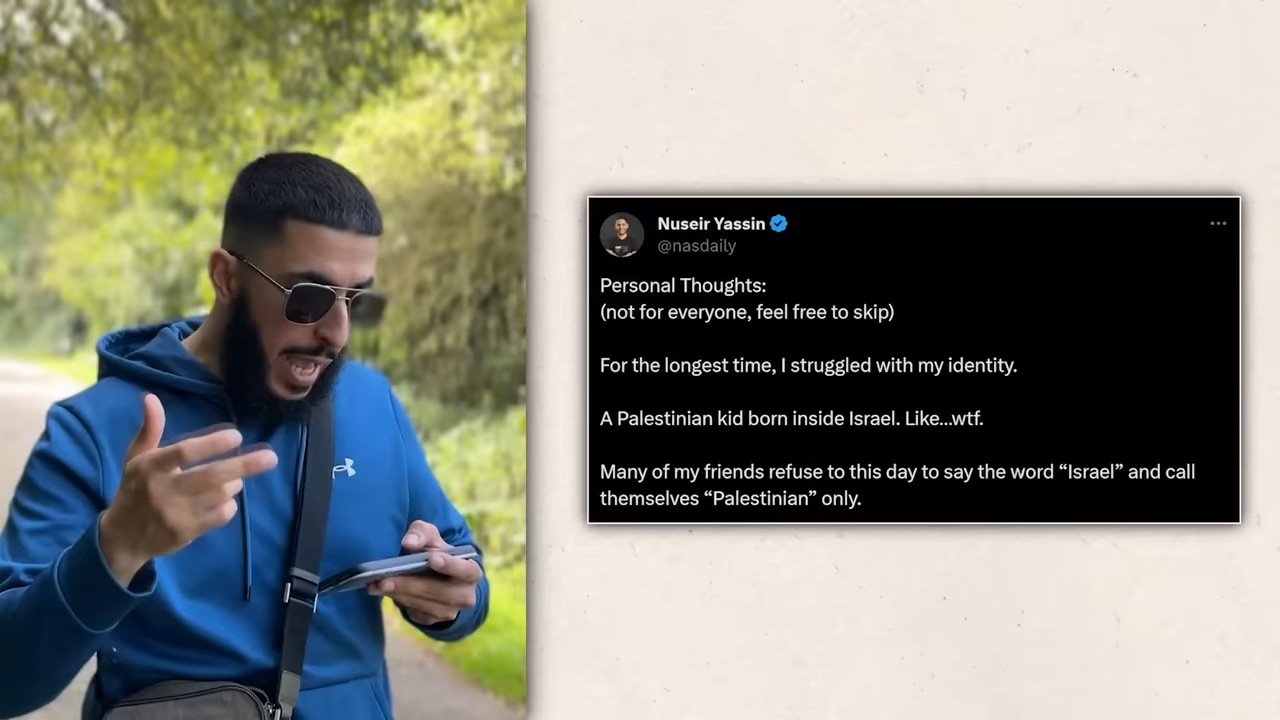 Nuseir Yassin
@nasdaily
Personal Thoughts:
(not for everyone, feel free to skip)
For the longest time, I struggled with my identity.
A Palestinian kid born inside Israel. Like...wtf.
Many of my friends refuse to this day to say the word “Israel” and call
themselves “Palestinian” only.